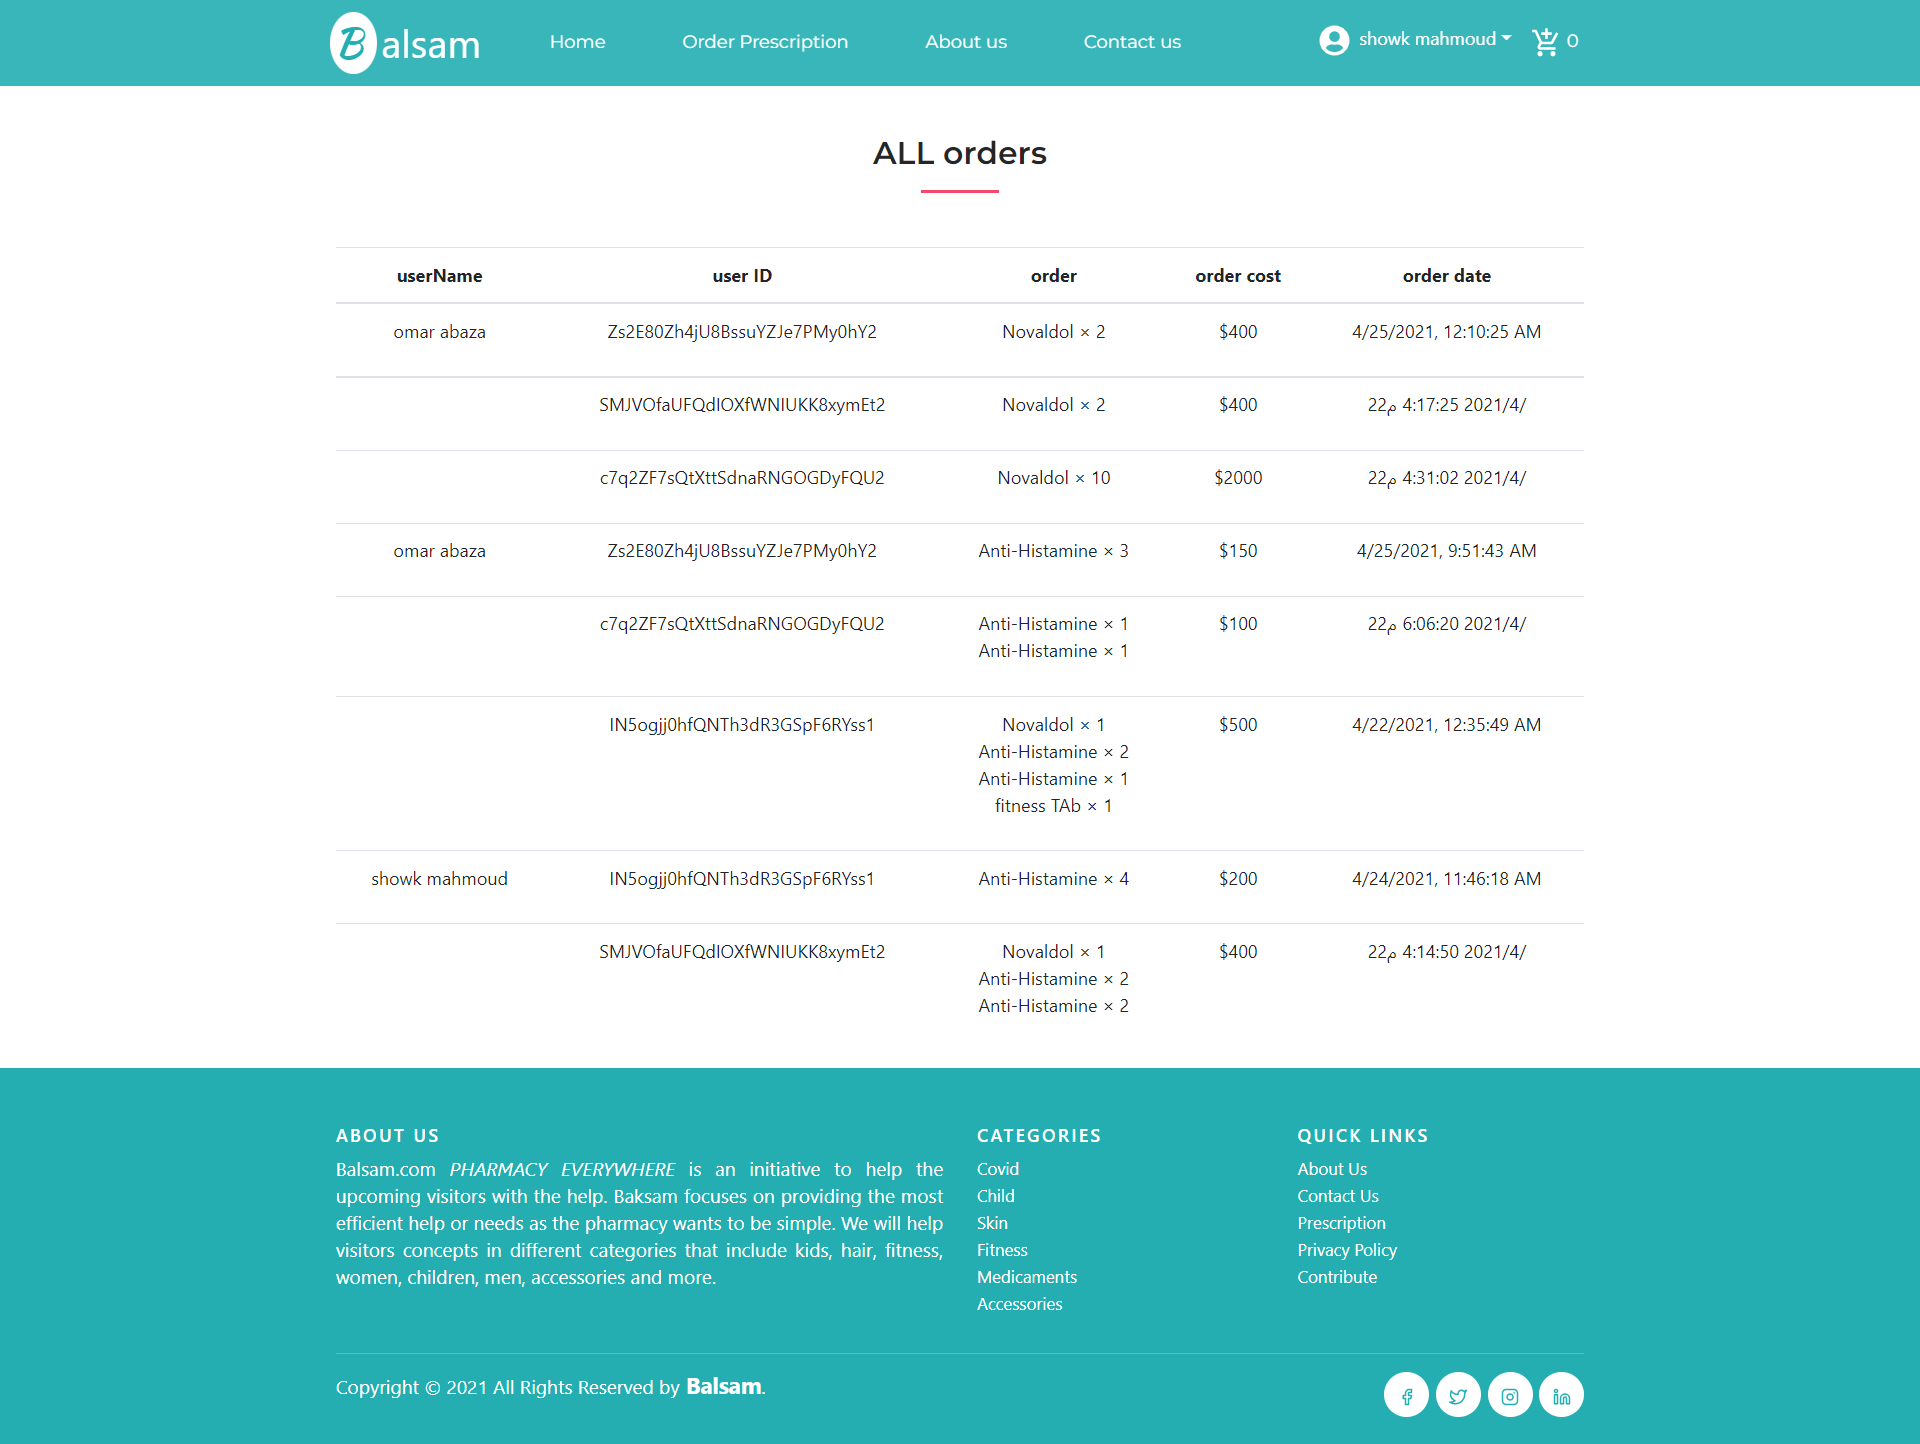 Balsam
Home
Order Prescription
About us
Contact us
showk mahmoud
0
ALL orders
userName user ID order order cost order date
omar abaza Zs2E80Zh4jU8BssuYZJe7PMy0hY2 Novaldol × 2 $400 4/25/2021, 12:10:25 AM
SMJVOfaUFQdIOXfWNIUKK8xymEt2 Novaldol × 2 $400 22م 4:17:25 2021/4/
c7q2ZF7sQtXttSdnaRNGOGDyFQU2 Novaldol × 10 $2000 22م 4:31:02 2021/4/
omar abaza Zs2E80Zh4jU8BssuYZJe7PMy0hY2 Anti-Histamine × 3 $150 4/25/2021, 9:51:43 AM
c7q2ZF7sQtXttSdnaRNGOGDyFQU2 Anti-Histamine × 1 $100 22م 6:06:20 2021/4/
Anti-Histamine × 1
IN5ogjj0hfQNTh3dR3GSpF6RYss1 Novaldol × 1 $500 4/22/2021, 12:35:49 AM
Anti-Histamine × 2
Anti-Histamine × 1
fitness TAb × 1
showk mahmoud IN5ogjj0hfQNTh3dR3GSpF6RYss1 Anti-Histamine × 4 $200 4/24/2021, 11:46:18 AM
SMJVOfaUFQdIOXfWNIUKK8xymEt2 Novaldol × 1 $400 22م 4:14:50 2021/4/
Anti-Histamine × 2
Anti-Histamine × 2
ABOUT US
Balsam.com PHARMACY EVERYWHERE is an initiative to help the
upcoming visitors with the help. Baksam focuses on providing the most
efficient help or needs as the pharmacy wants to be simple. We will help
visitors concepts in different categories that include kids, hair, fitness,
women, children, men, accessories and more.
CATEGORIES
Covid
Child
Skin
Fitness
Medicaments
Accessories
QUICK LINKS
About Us
Contact Us
Prescription
Privacy Policy
Contribute
Copyright © 2021 All Rights Reserved by Balsam.